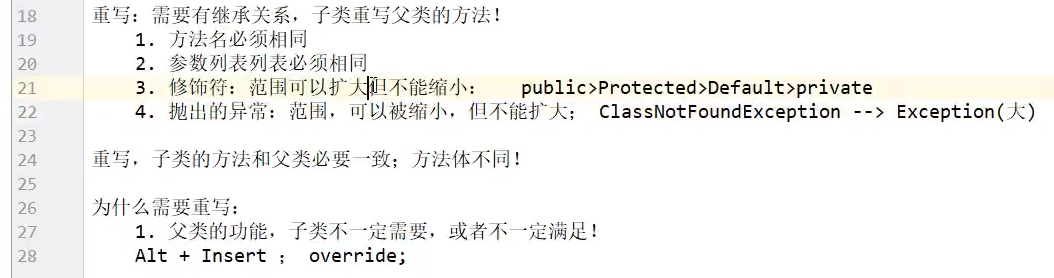 18 重写：需要有继承关系，子类重写父类的方法！
19 1. 方法名必须相同
20 2. 参数列表列表必须相同
21 3. 修饰符：范围可以扩大但不能缩小： public>Protected>Default>private
22 4. 抛出的异常：范围，可以被缩小，但不能扩大； ClassNotFoundException --> Exception(大)
23
24 重写，子类的方法和父类必要一致；方法体不同！
25
26 为什么需要重写：
27 1. 父类的功能，子类不一定需要，或者不一定满足！
28 Alt + Insert ； override;